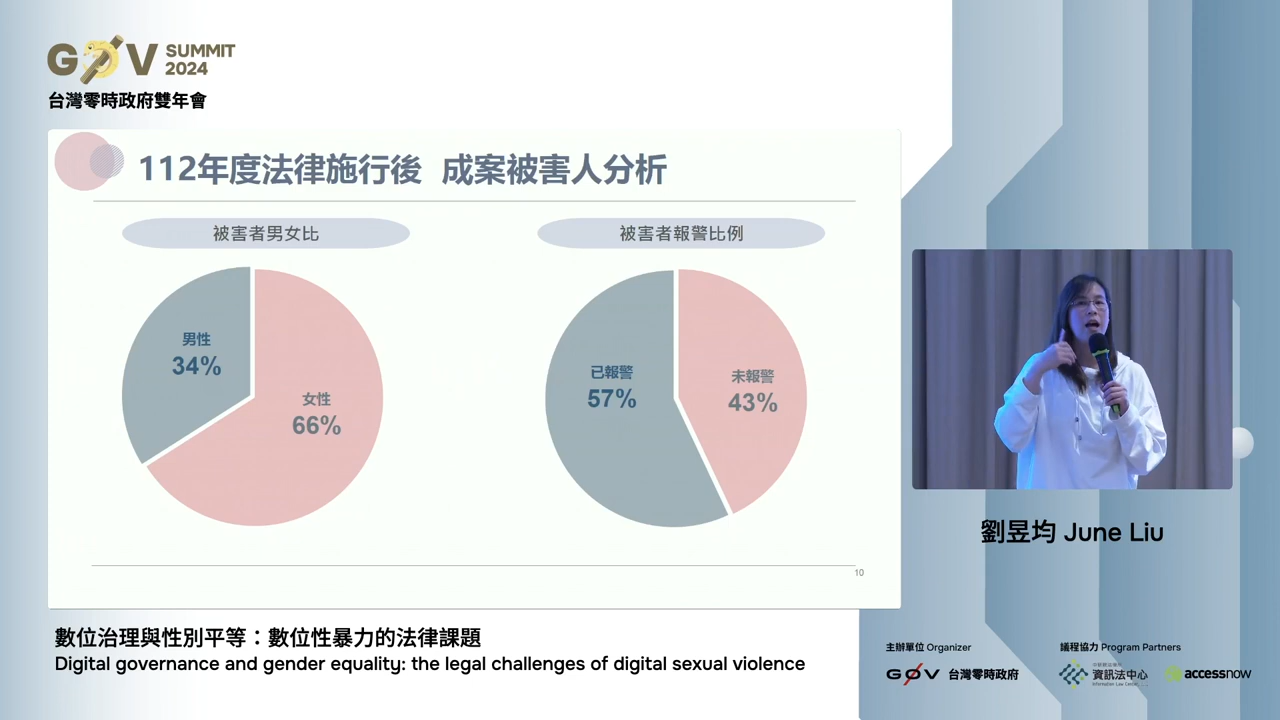 G0V SUMMIT
2024
台灣零時政府雙年會
112年度法律施行後 成案被害人分析
被害者男女比
被害者報警比例
男性
34%
女性
66%
已報警
57%
未報警
43%
10
劉昱均 June Liu
數位治理與性別平等：數位性暴力的法律課題
Digital governance and gender equality: the legal challenges of digital sexual violence
主辦單位 Organizer
G0V 台灣零時政府
議程協力 Program Partners
資訊法中心
Information Law Center
accessnow